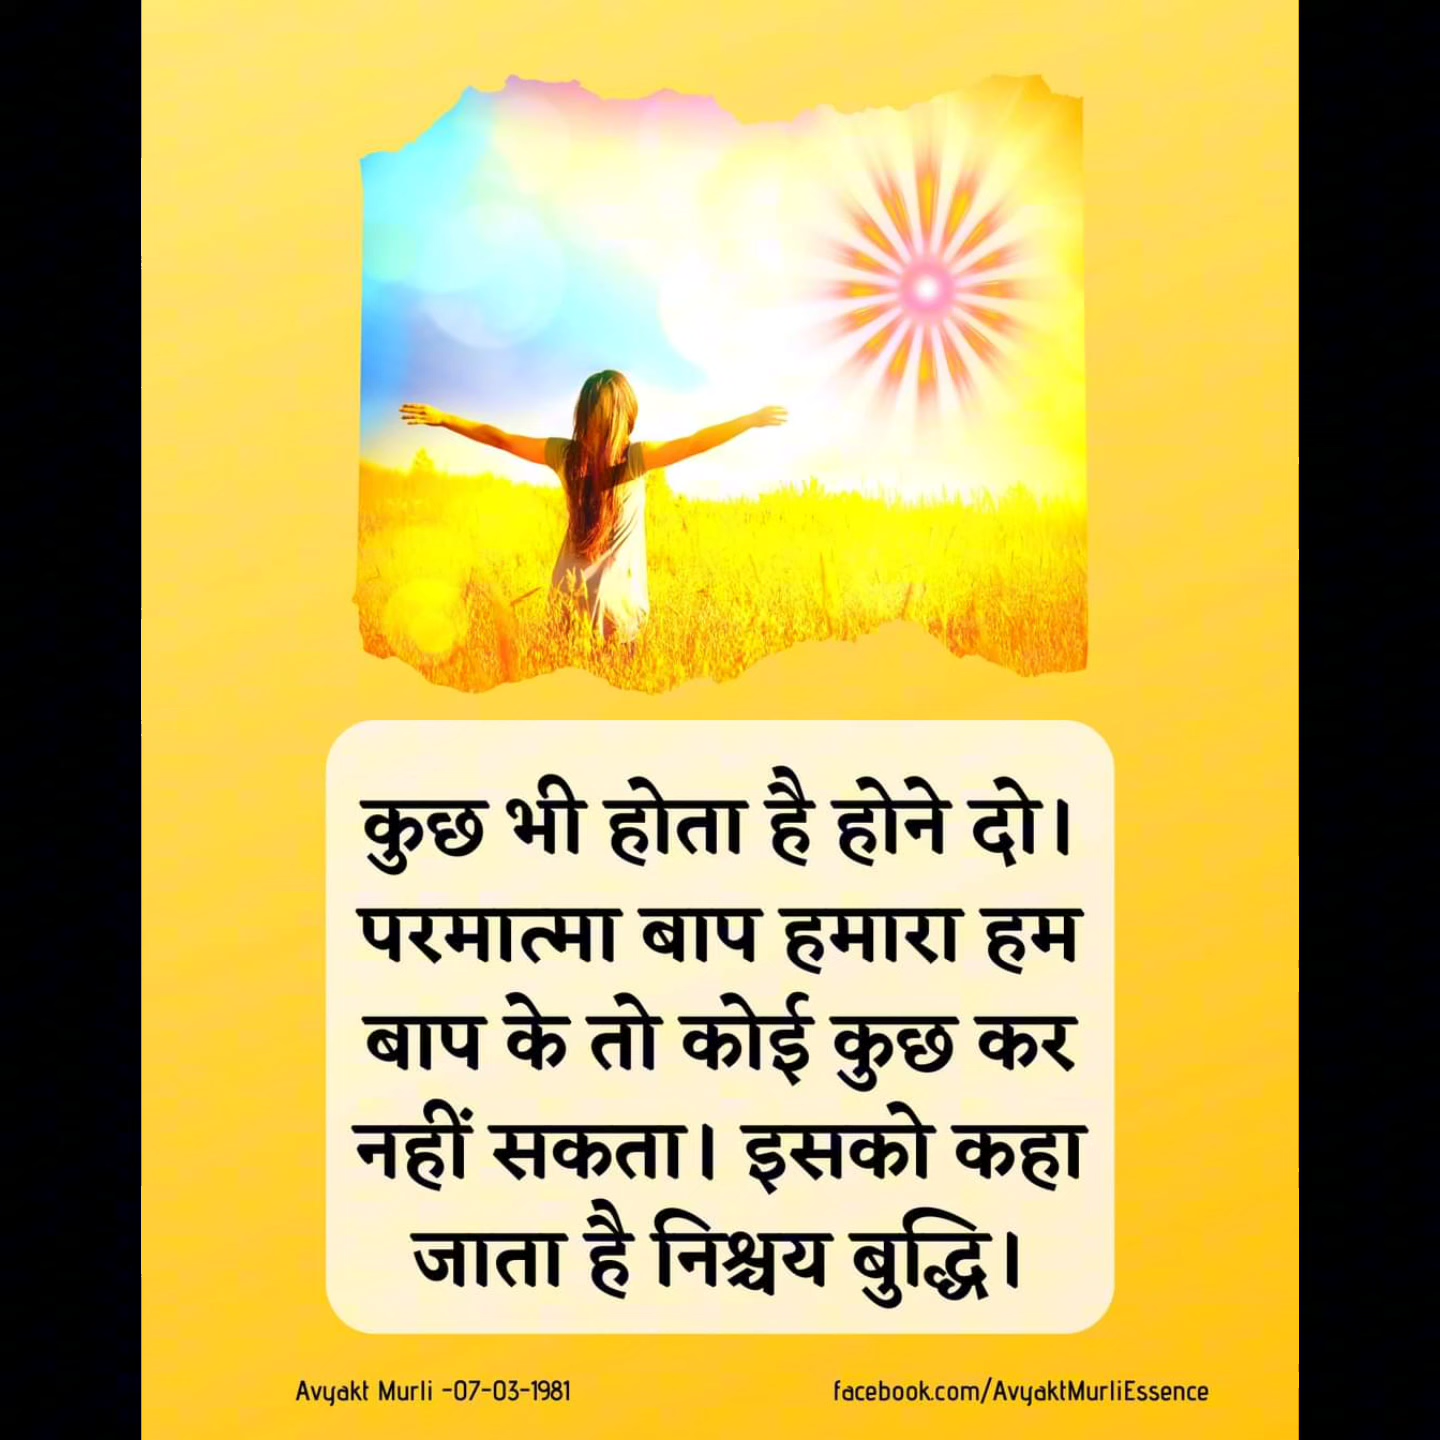 कुछ भी होता है होने दो।
परमात्मा बाप हमारा हम
बाप के तो कोई कुछ कर
नहीं सकता। इसको कहा
जाता है निश्चय बुद्धि।
Avyakt Murli -07-03-1981
facebook.com/AvyaktMurliEssence